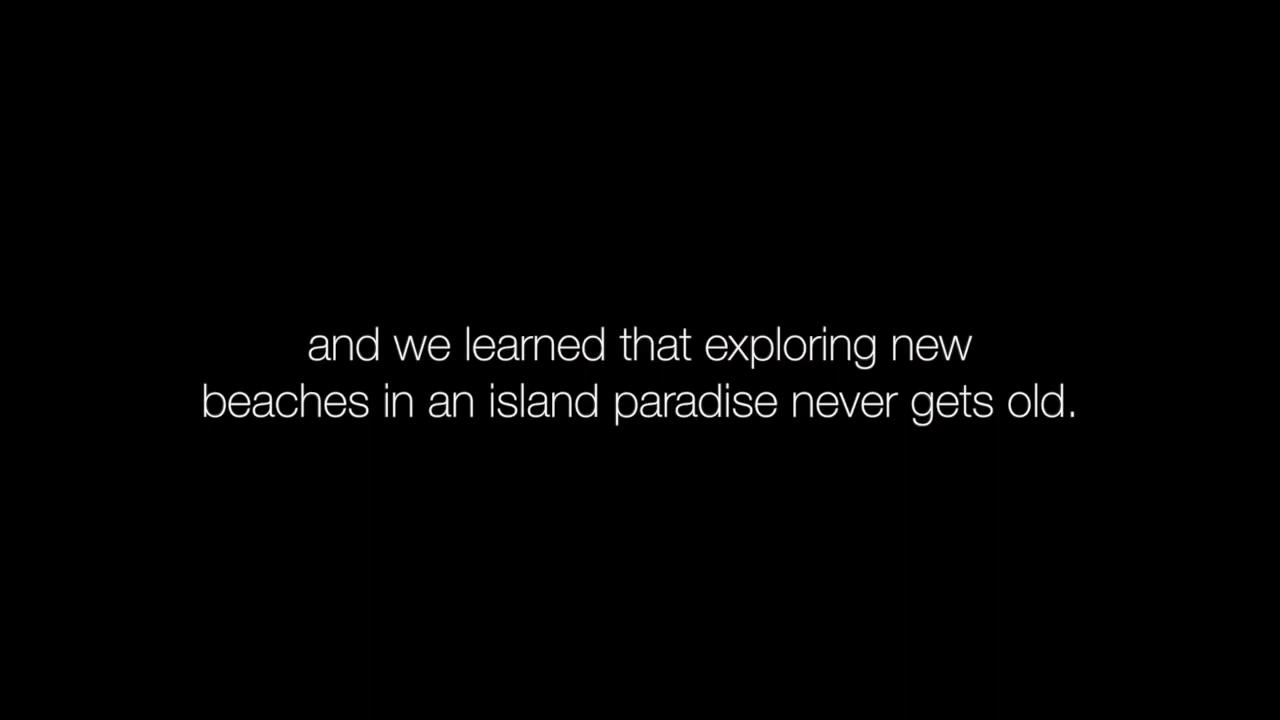 and we learned that exploring new
beaches in an island paradise never gets old.